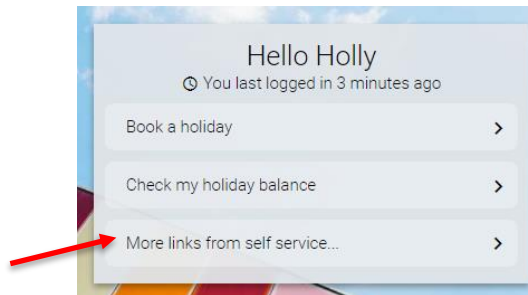 Hello Holly
You last logged in 3 minutes ago
Book a holiday
Check my holiday balance
More links from self service...